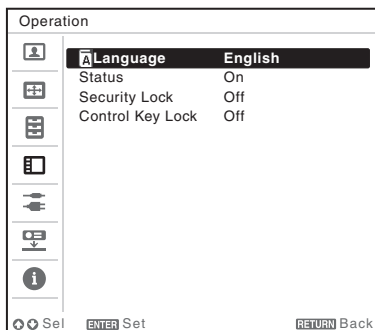 Operation
A Language English
Status On
Security Lock Off
Control Key Lock Off
Sel ENTER Set RETURN Back